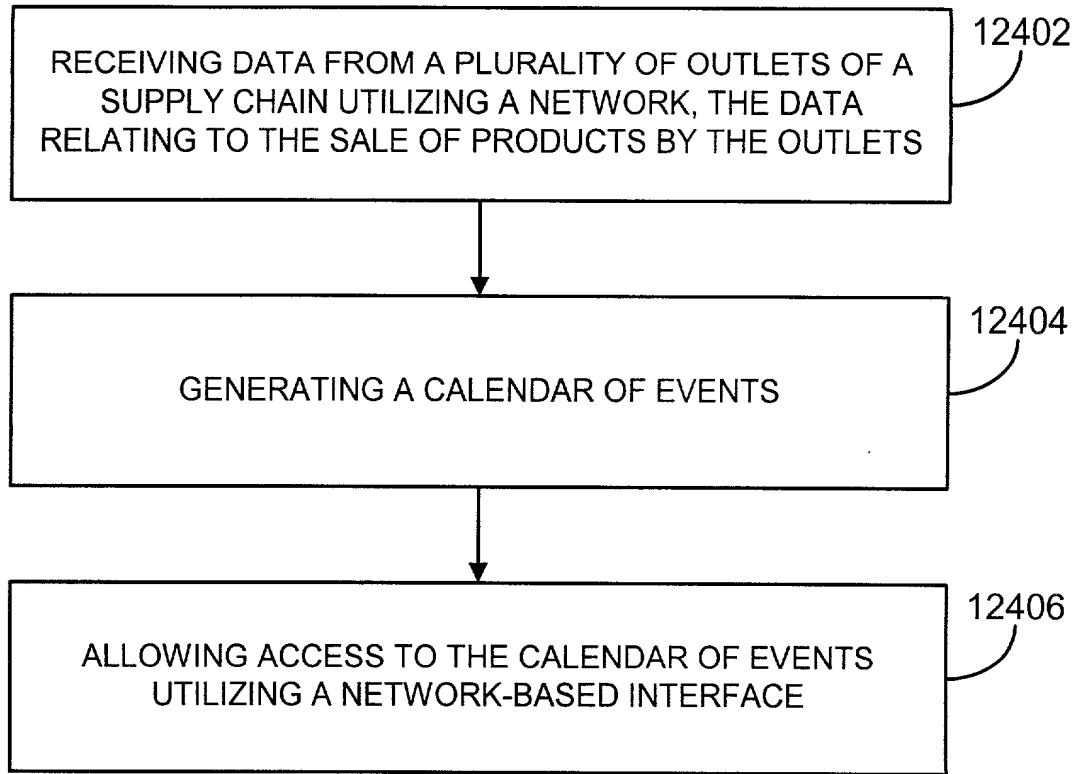 12402
RECEIVING DATA FROM A PLURALITY OF OUTLETS OF A
SUPPLY CHAIN UTILIZING A NETWORK, THE DATA
RELATING TO THE SALE OF PRODUCTS BY THE OUTLETS
12404
GENERATING A CALENDAR OF EVENTS
12406
ALLOWING ACCESS TO THE CALENDAR OF EVENTS
UTILIZING A NETWORK-BASED INTERFACE